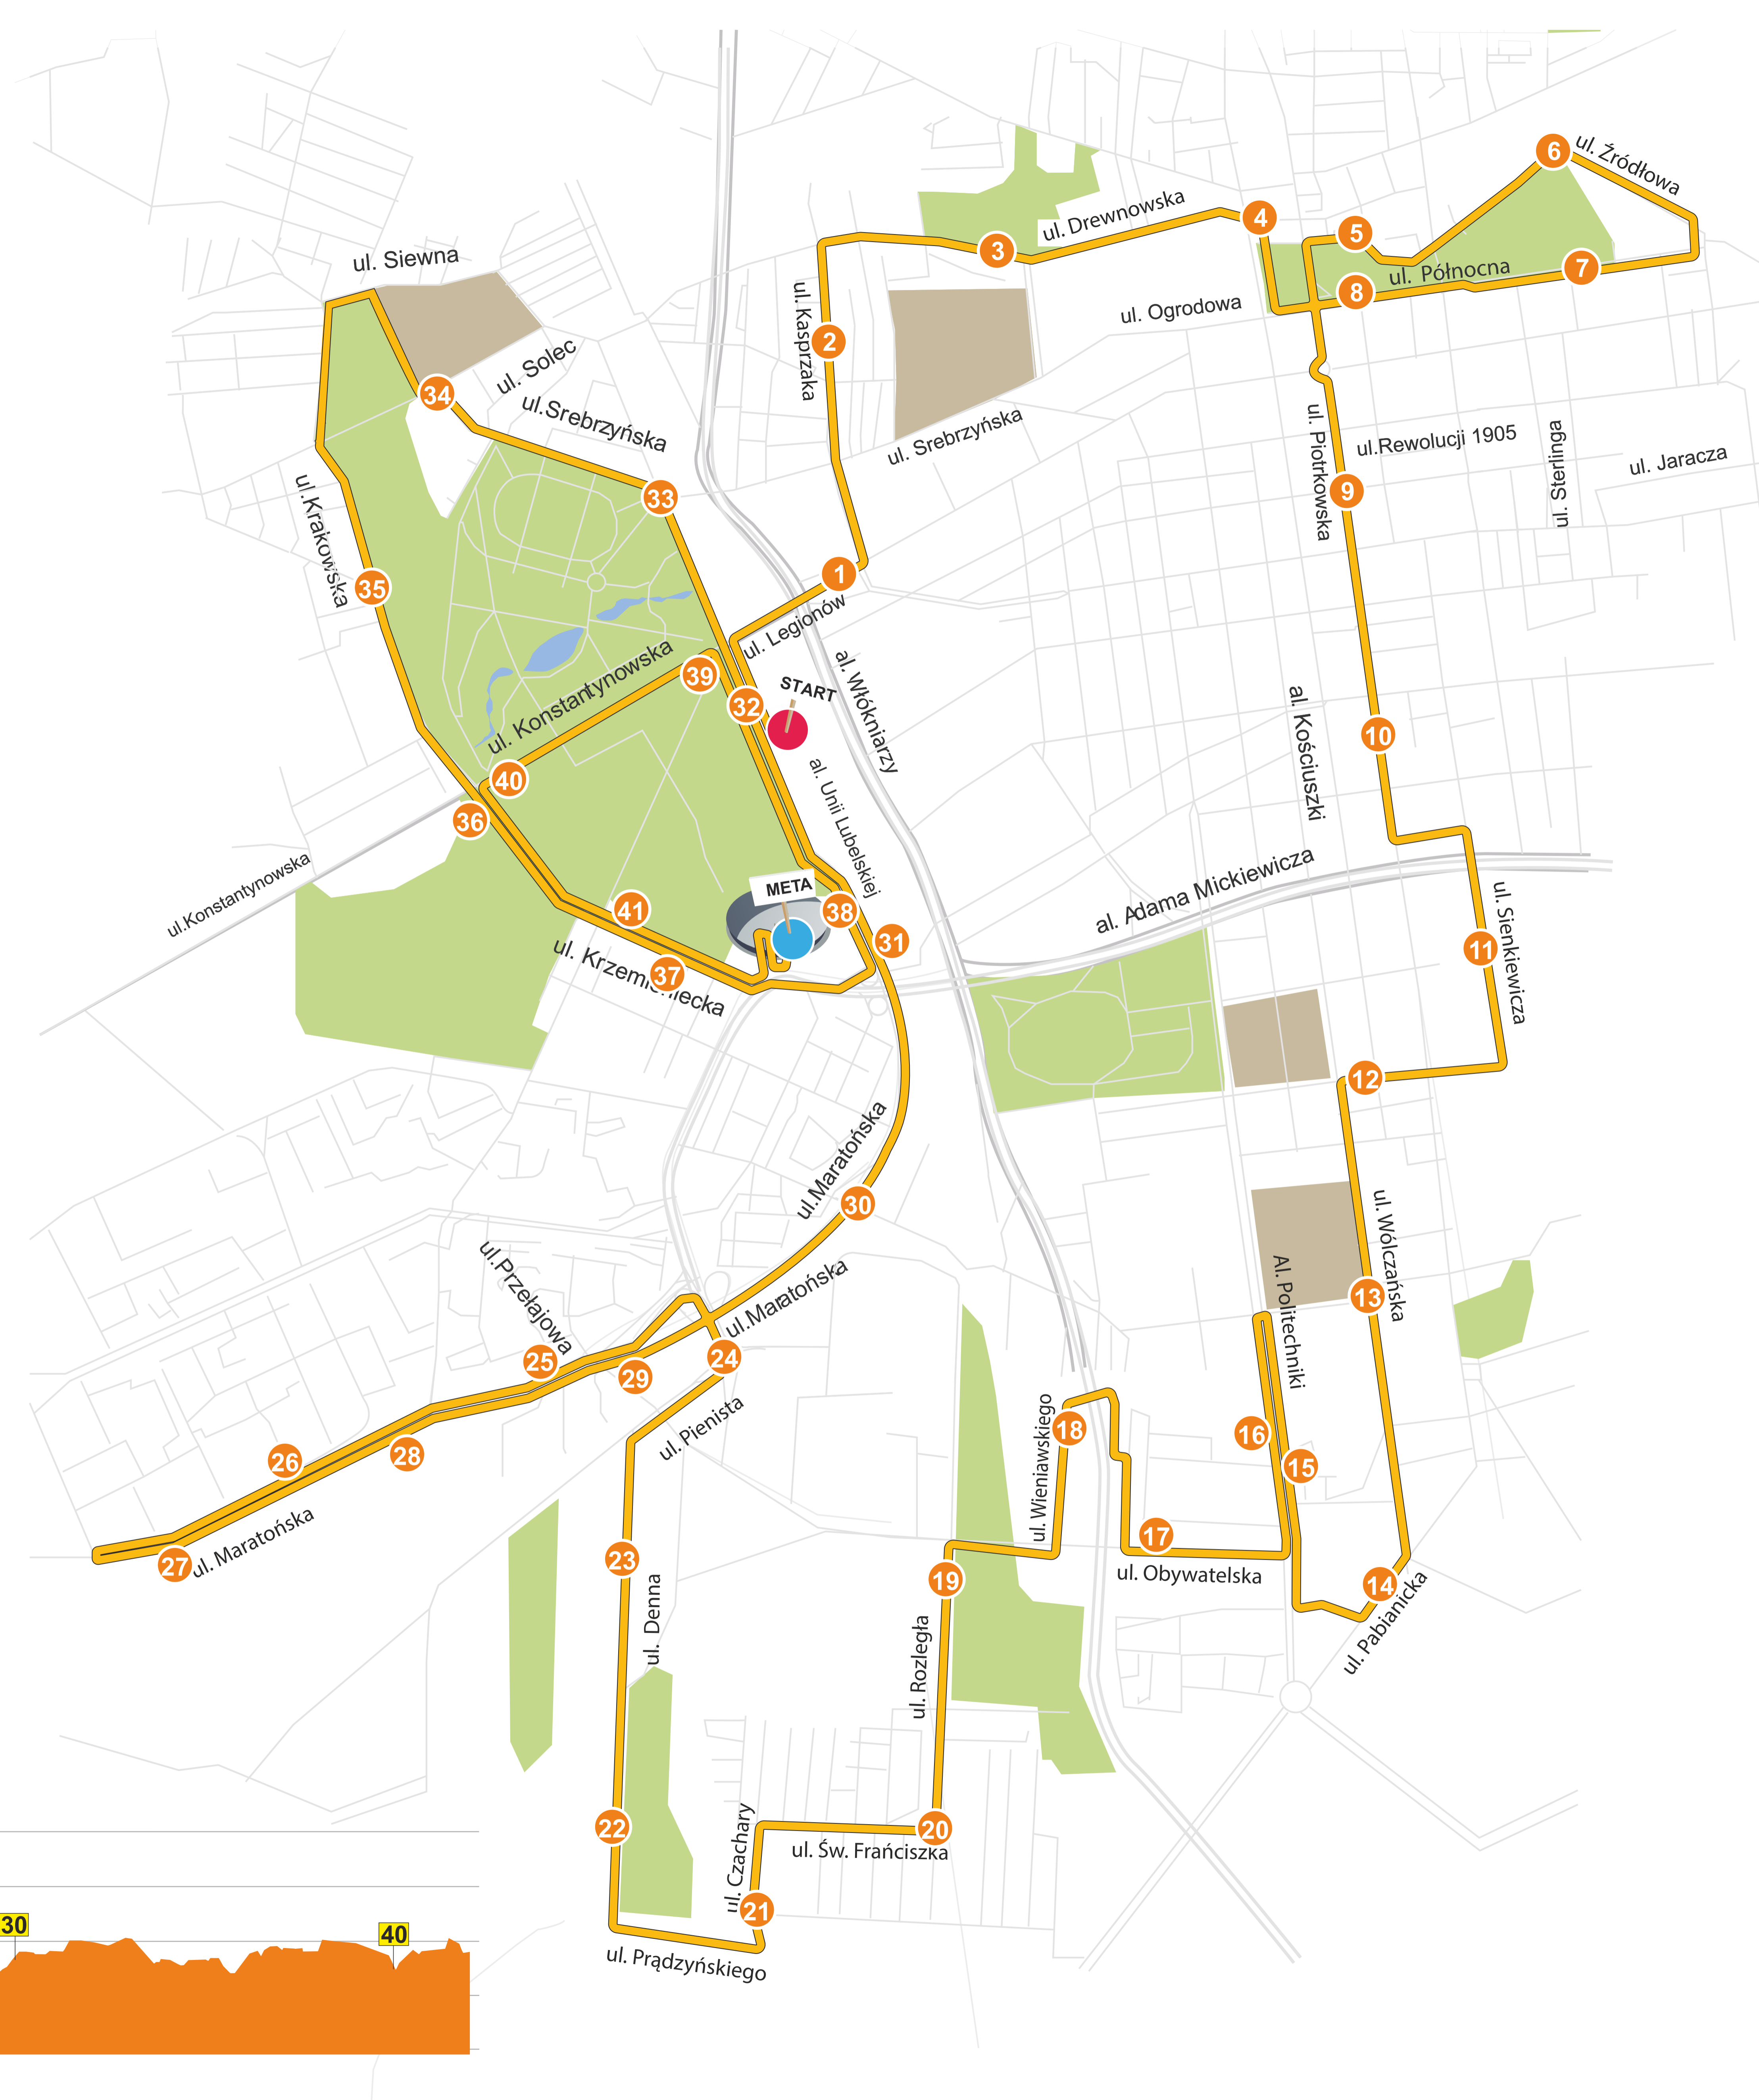 6
ul. Źródłowa
ul. Drewnowska
4
5
3
ul. Siewna
ul. Północna
7
8
ul. Kasprzaka
ul. Ogrodowa
2
ul. Solec
34
ul.Srebrzyńska
ul. Srebrzyńska
ul. Piotrkowska
ul.Rewolucji 1905
ul. Sterlinga
ul. Jaracza
33
9
ul.Krakowska
35
1
ul. Legionów
ul. Konstantynowska
39
32
START
al. Włókniarzy
10
al. Kościuszki
40
36
al. Unii Lubelskiej
ul.Konstantynowska
META
41
38
31
al. Adama Mickiewicza
ul. Sienkiewicza
11
ul. Krzemieniecka
37
12
ul.Maratońska
30
ul. Wólczańska
ul.Przełajowa
ul.Maratońska
Al. Politechniki
13
25
24
29
ul. Pienista
ul. Wieniawskiego
18
16
15
26
28
17
ul. Maratońska
27
23
ul. Obywatelska
19
14
ul. Pabianicka
ul. Denna
ul. Rozległa
22
20
ul. Czachary
ul. Św. Frańciszka
21
ul. Prądzyńskiego
30
40